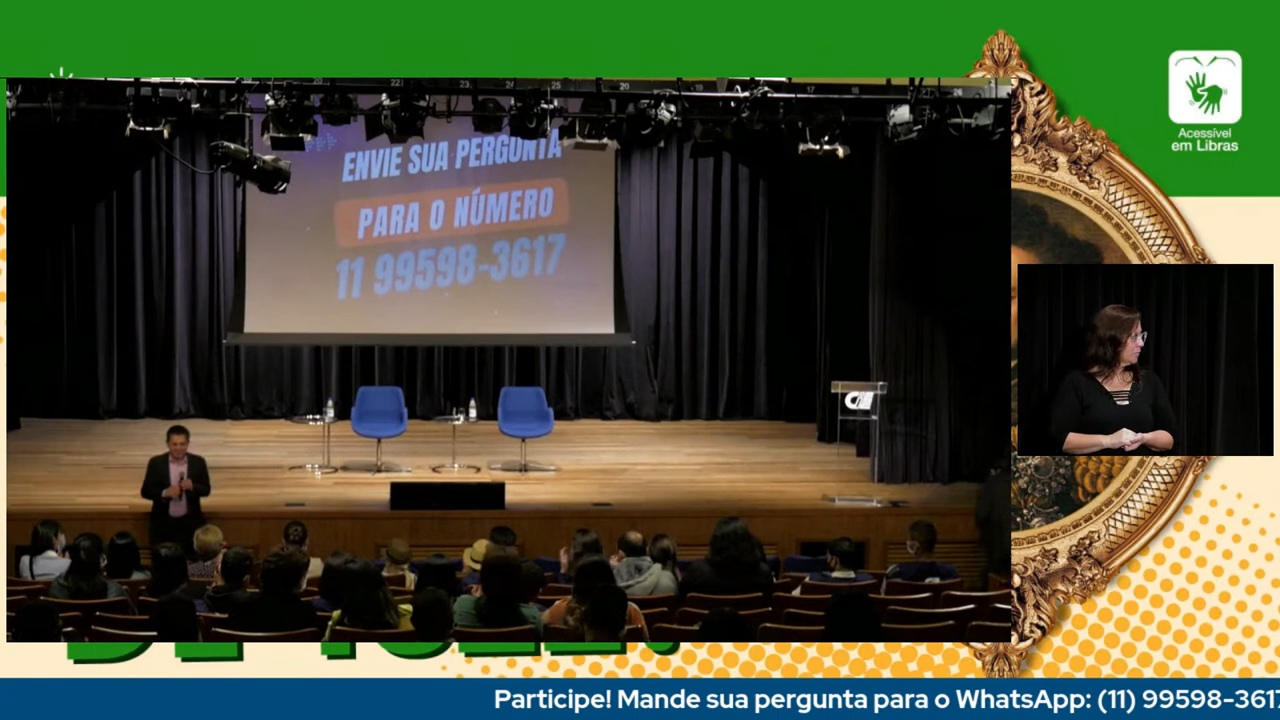 Acessível
em Libras
ENVIE SUA PERGUNTA
PARA O NÚMERO
11 99598-3617
Participe! Mande sua pergunta para o WhatsApp: (11) 99598-3617